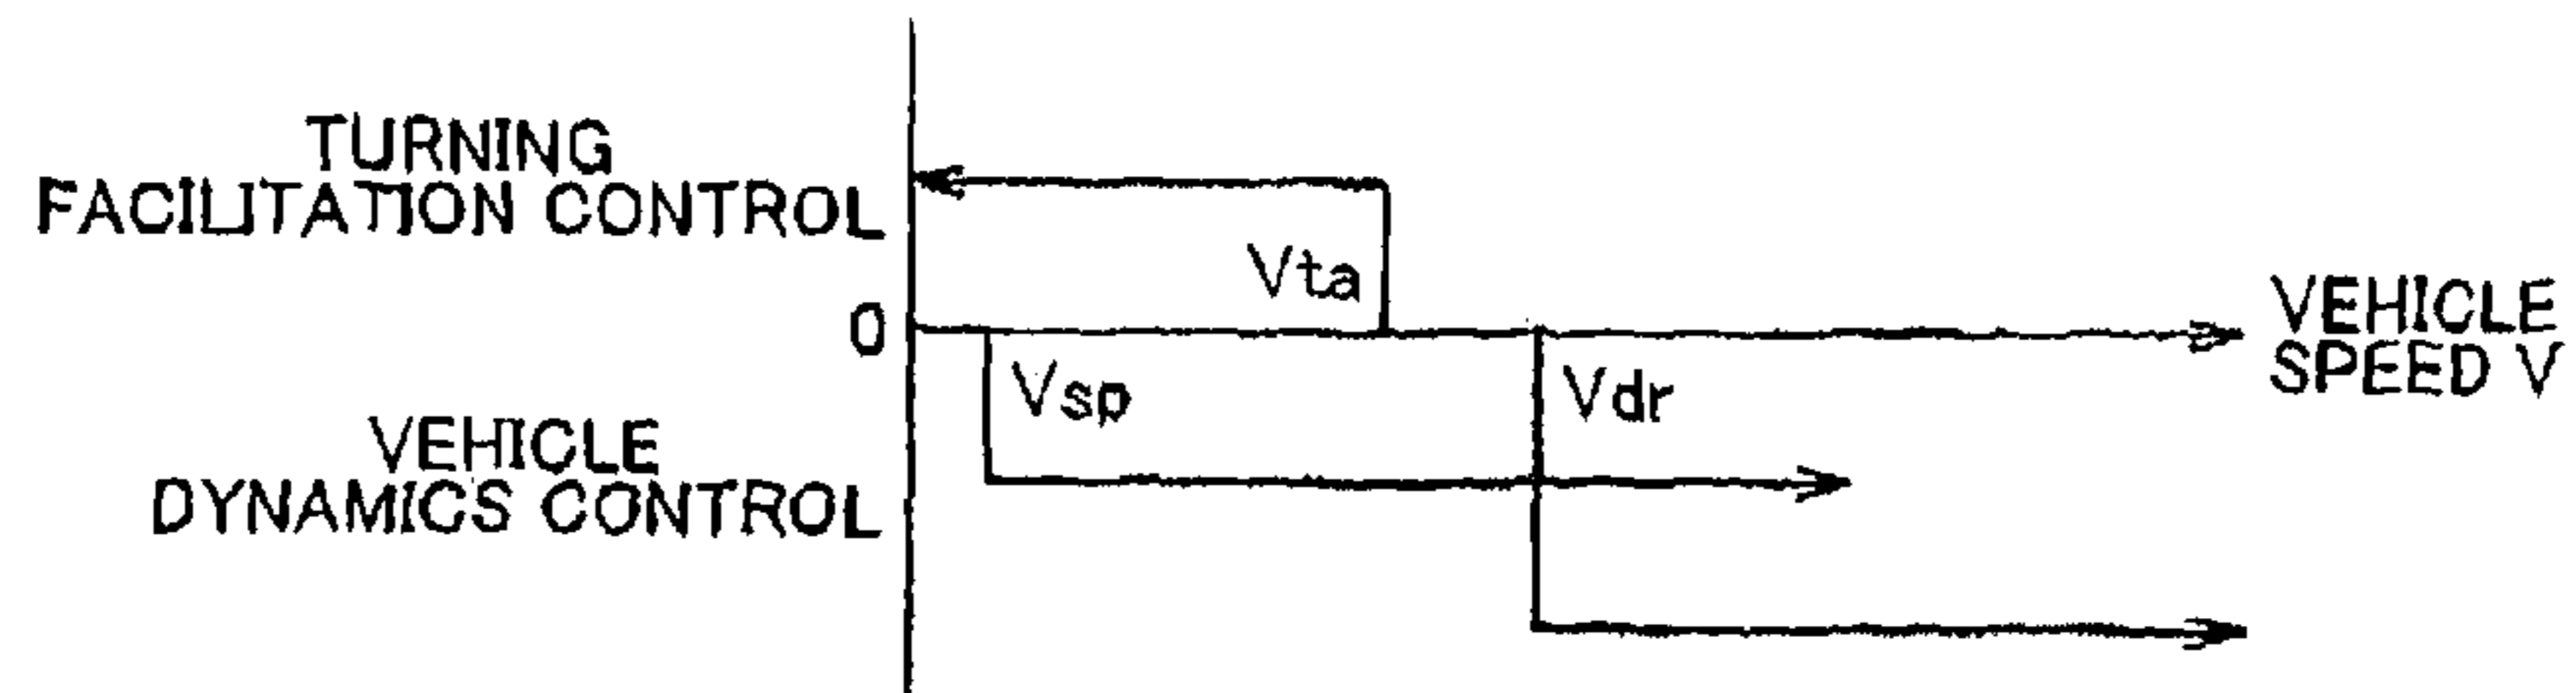 TURNING
FACILITATION CONTROL
Vta
0
VEHICLE
SPEED V
Vsp
Vdr
VEHICLE
DYNAMICS CONTROL